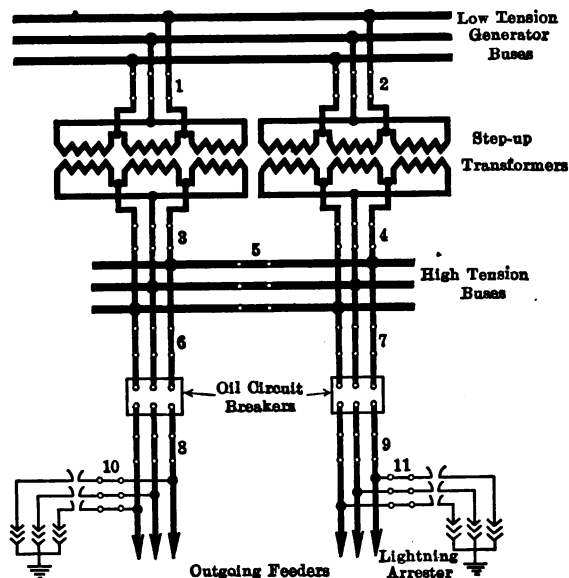 Low Tension
Generator
Buses
1
2
Step-up
Transformers
3
4
5
High Tension
Buses
6
7
Oil Circuit
Breakers
8
9
10
11
Outgoing Feeders
Lightning
Arrester